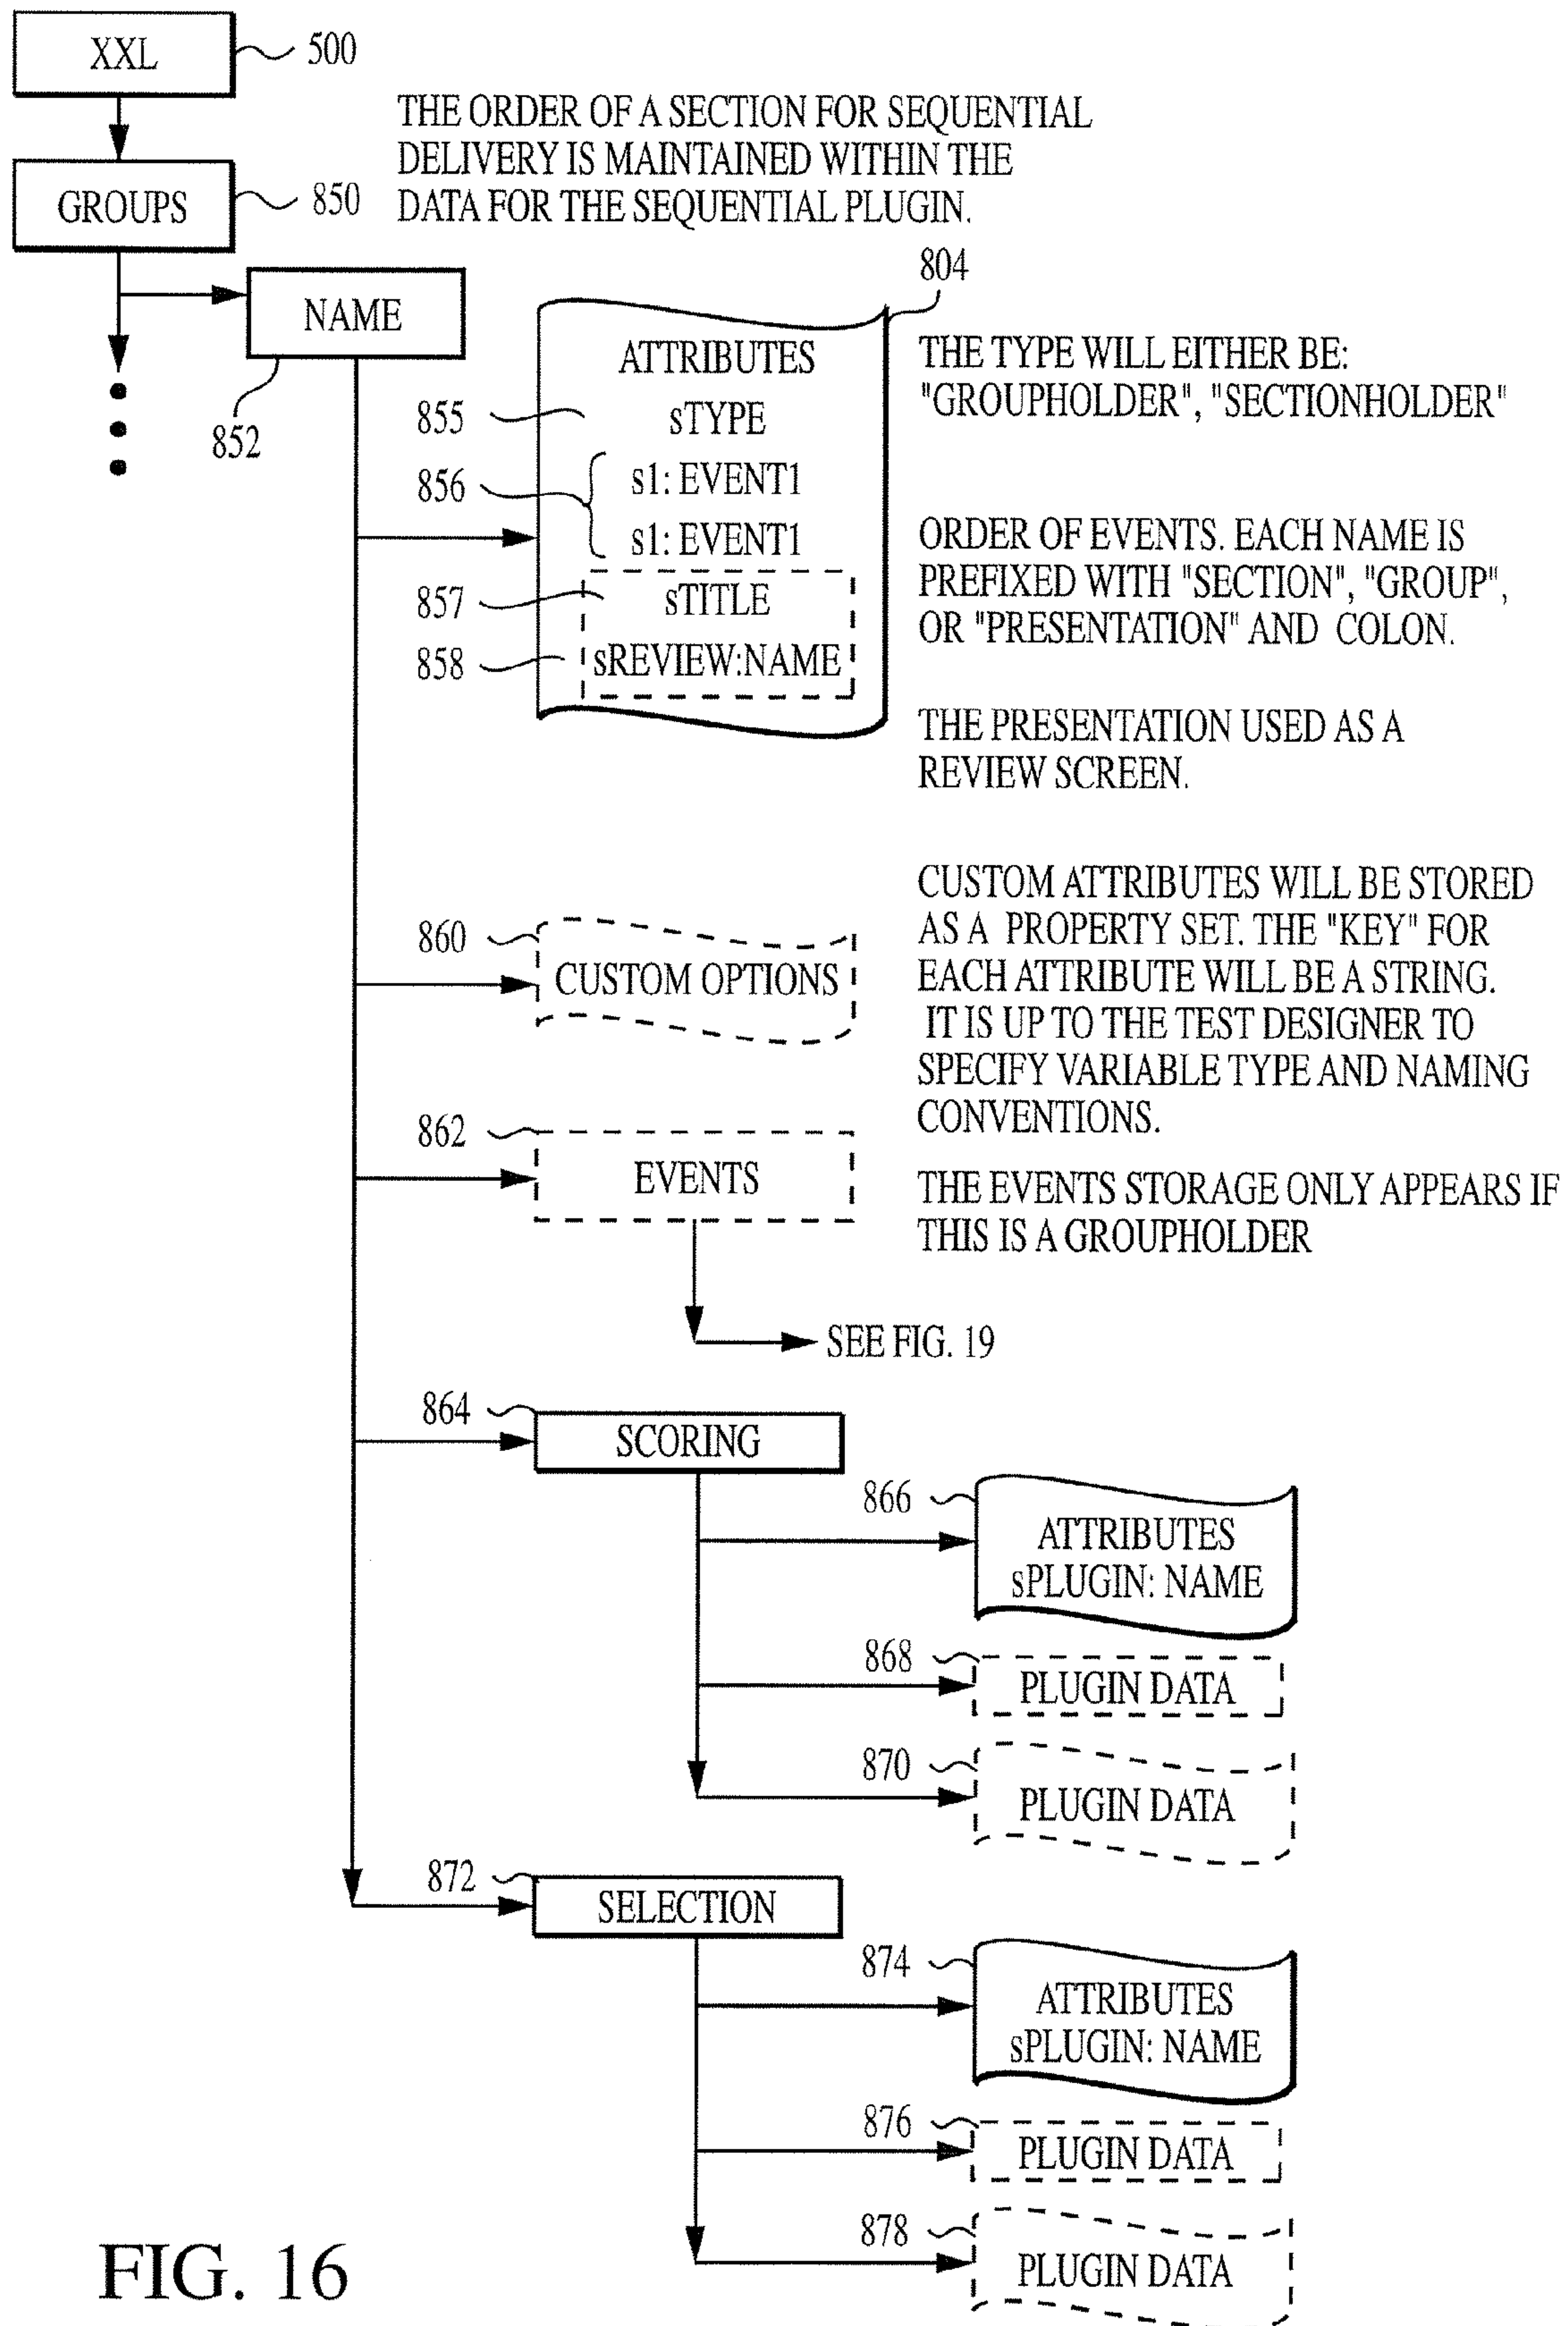 XXL
500
THE ORDER OF A SECTION FOR SEQUENTIAL
DELIVERY IS MAINTAINED WITHIN THE
DATA FOR THE SEQUENTIAL PLUGIN.
GROUPS
850
NAME
852
804
ATTRIBUTES
855
sTYPE
856
s1: EVENT1
s1: EVENT1
857
sTITLE
858
sREVIEW:NAME
THE TYPE WILL EITHER BE:
"GROUPHOLDER", "SECTIONHOLDER"
ORDER OF EVENTS. EACH NAME IS
PREFIXED WITH "SECTION", "GROUP",
OR "PRESENTATION" AND COLON.
THE PRESENTATION USED AS A
REVIEW SCREEN.
860
CUSTOM OPTIONS
CUSTOM ATTRIBUTES WILL BE STORED
AS A PROPERTY SET. THE "KEY" FOR
EACH ATTRIBUTE WILL BE A STRING.
IT IS UP TO THE TEST DESIGNER TO
SPECIFY VARIABLE TYPE AND NAMING
CONVENTIONS.
862
EVENTS
THE EVENTS STORAGE ONLY APPEARS IF
THIS IS A GROUPHOLDER
SEE FIG. 19
864
SCORING
866
ATTRIBUTES
sPLUGIN: NAME
868
PLUGIN DATA
870
PLUGIN DATA
872
SELECTION
874
ATTRIBUTES
sPLUGIN: NAME
876
PLUGIN DATA
878
PLUGIN DATA
FIG. 16